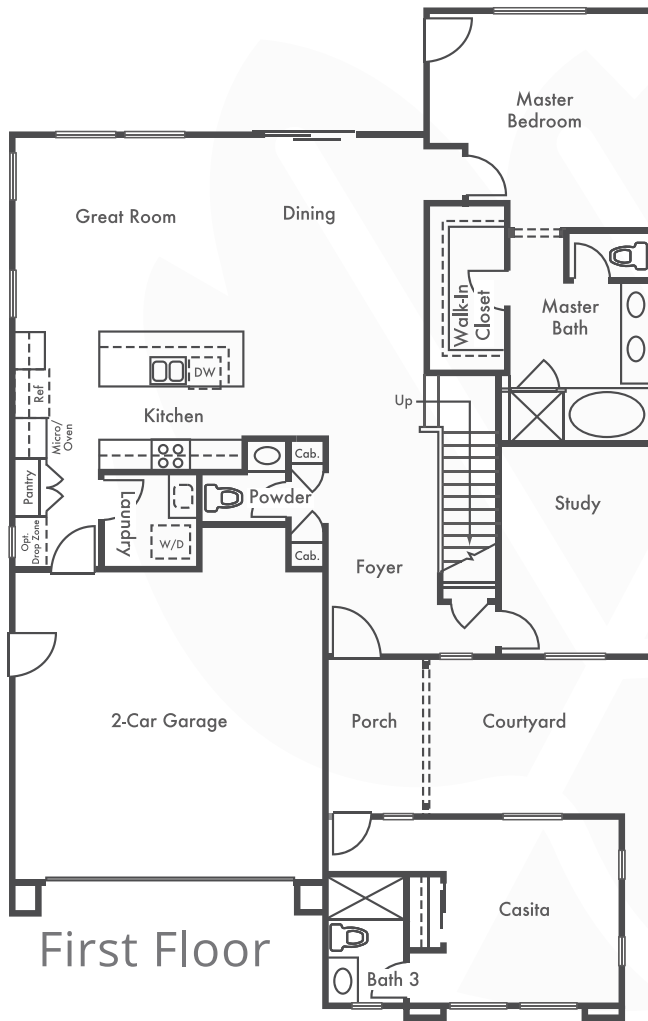 Master
Bedroom
Great Room
Dining
Walk-In
Closet
Master
Bath
DW
Ref
Up
Kitchen
Micro/
Oven
Cab.
Pantry
Laundry
Powder
Study
Opt.
Drop Zone
W/D
Cab.
Foyer
2-Car Garage
Porch
Courtyard
Casita
First Floor
Bath 3